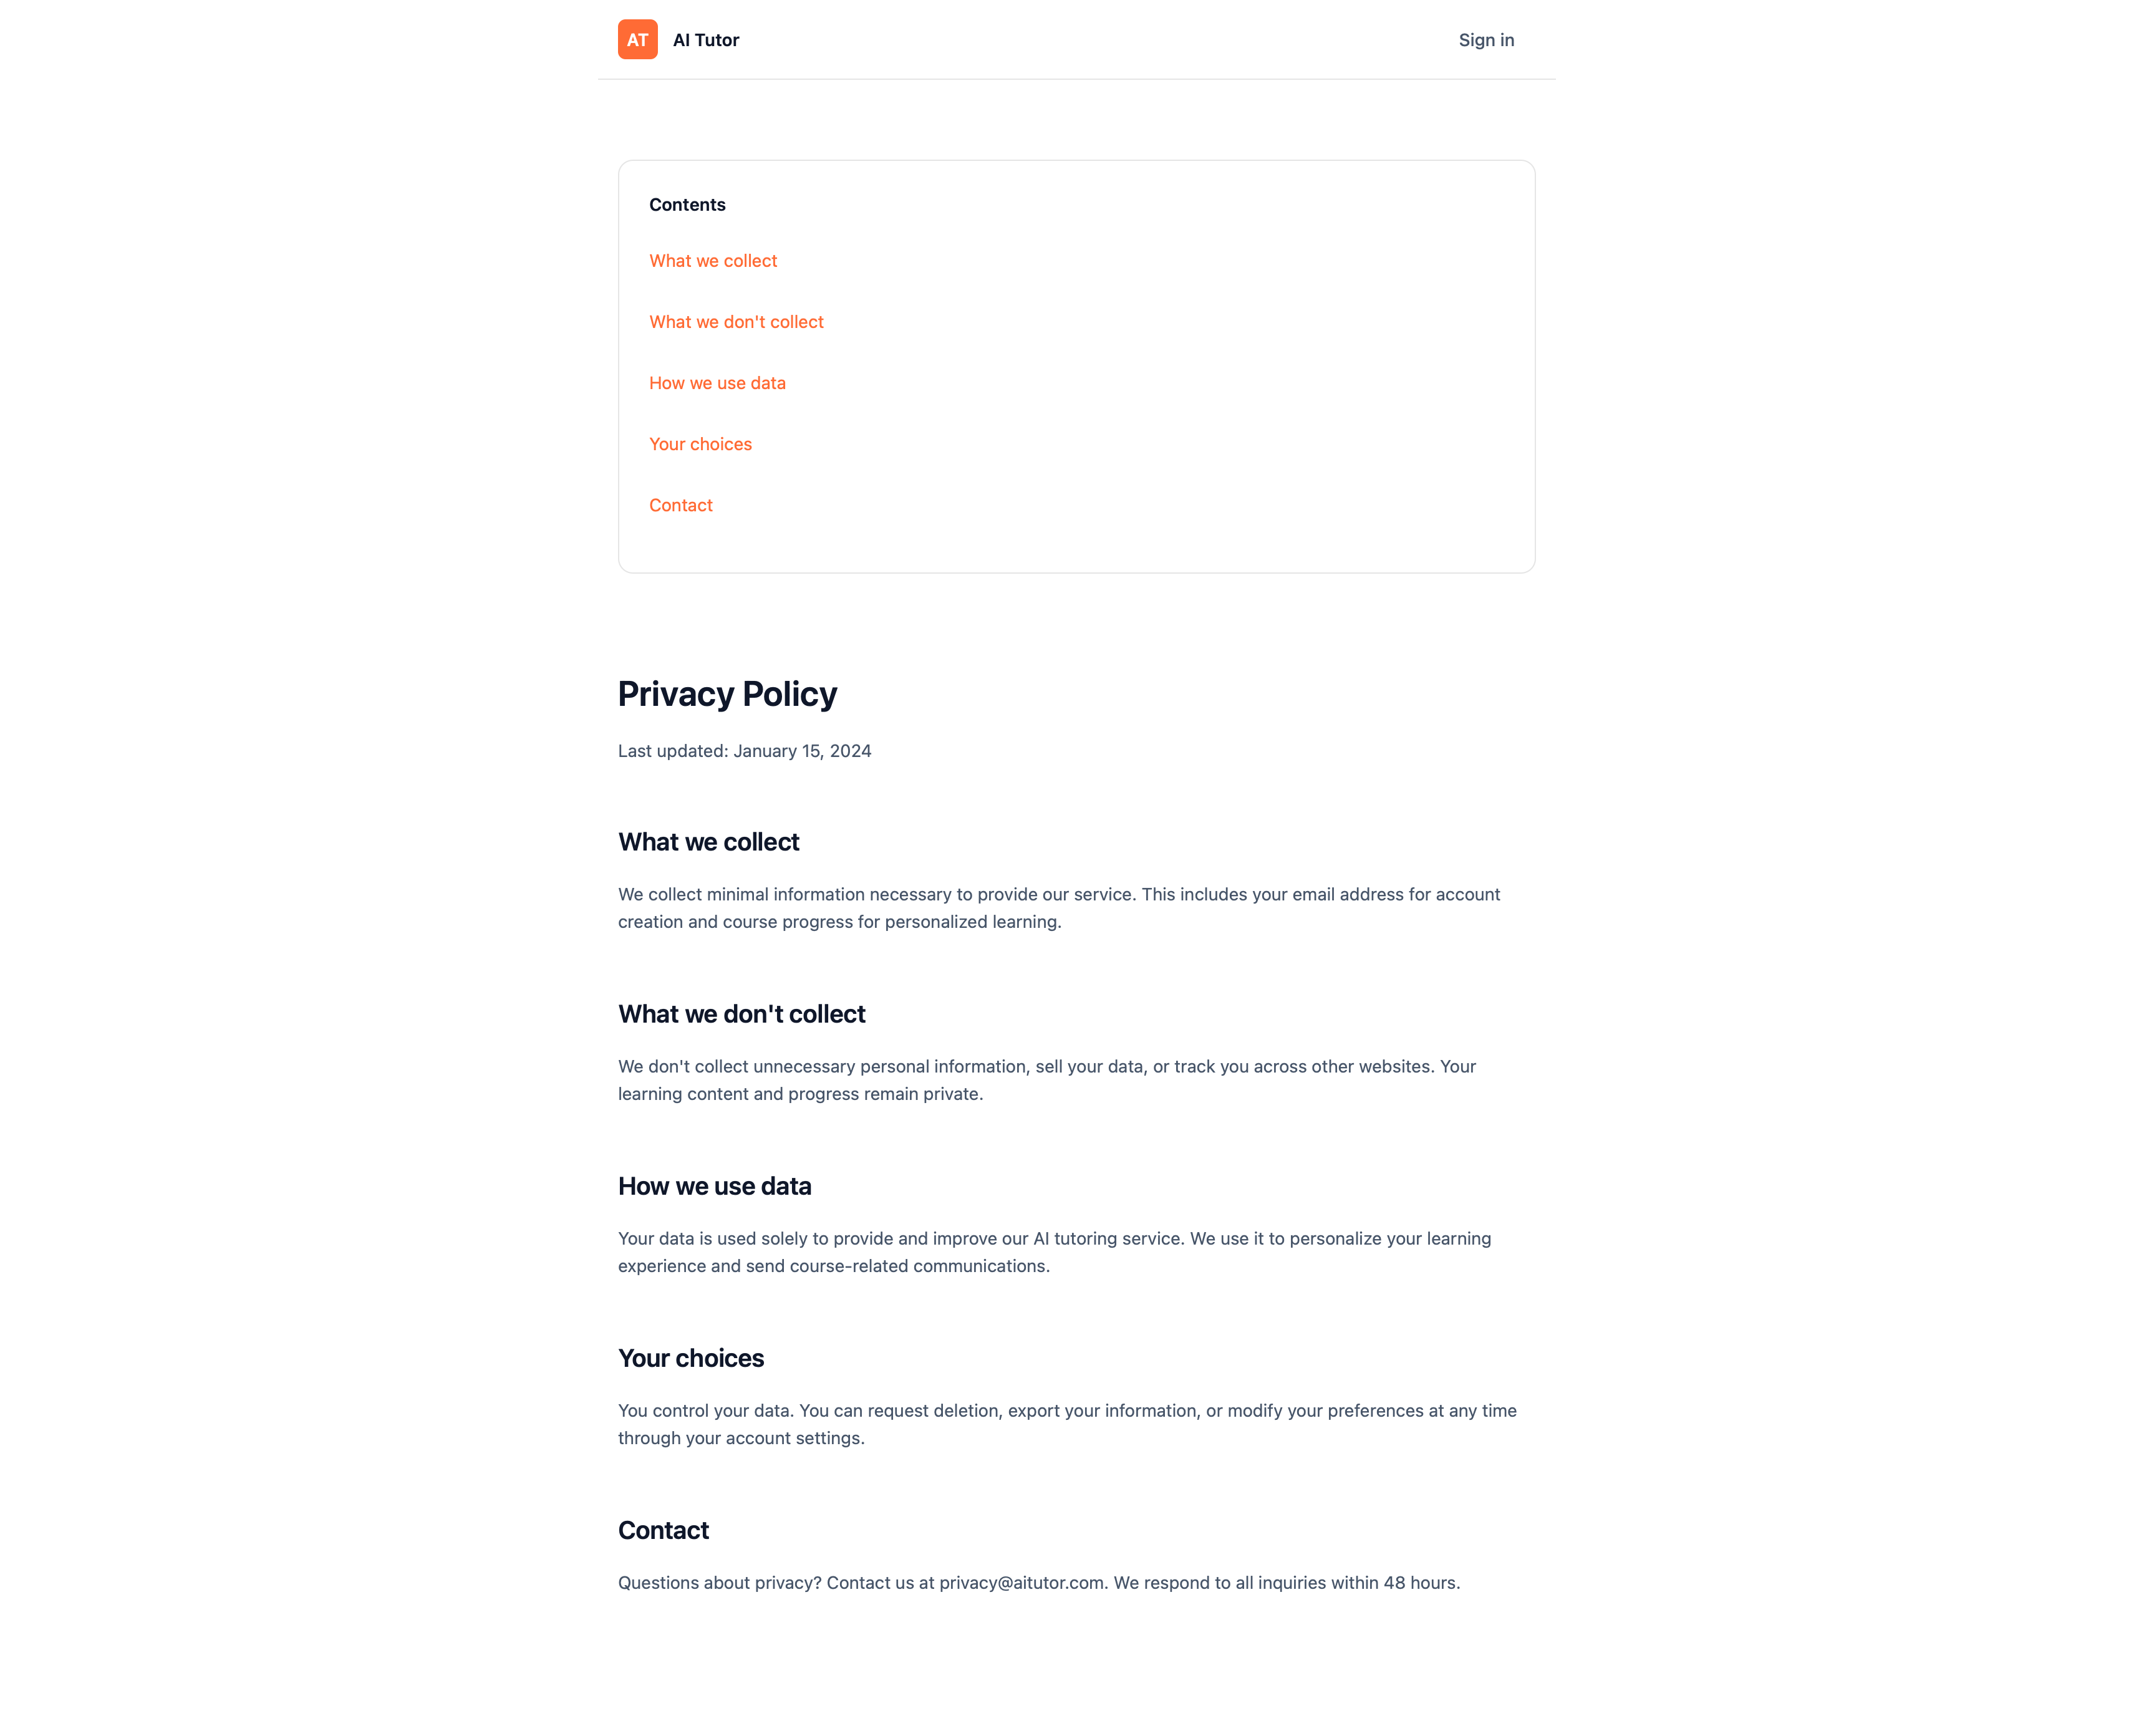 AT
AI Tutor
Sign in
Contents
What we collect
What we don't collect
How we use data
Your choices
Contact
Privacy Policy
Last updated: January 15, 2024
What we collect
We collect minimal information necessary to provide our service. This includes your email address for account
creation and course progress for personalized learning.
What we don't collect
We don't collect unnecessary personal information, sell your data, or track you across other websites. Your
learning content and progress remain private.
How we use data
Your data is used solely to provide and improve our AI tutoring service. We use it to personalize your learning
experience and send course-related communications.
Your choices
You control your data. You can request deletion, export your information, or modify your preferences at any time
through your account settings.
Contact
Questions about privacy? Contact us at privacy@aitutor.com. We respond to all inquiries within 48 hours.